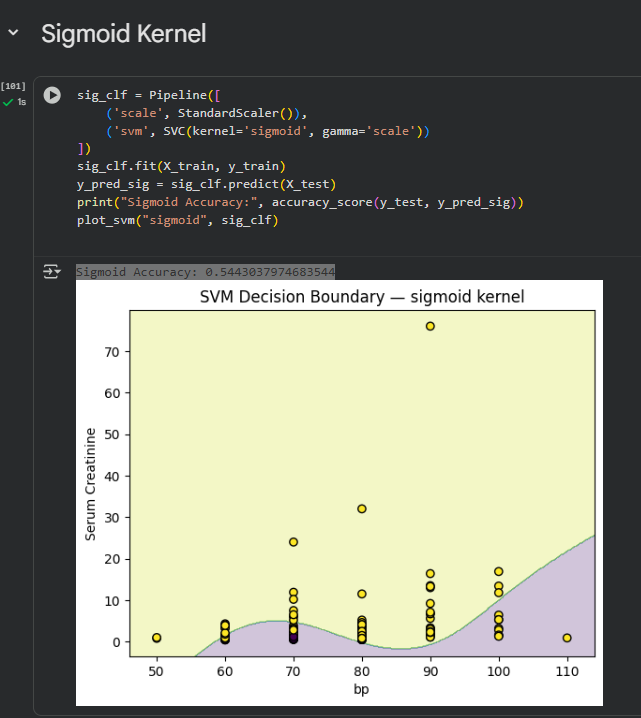 Sigmoid Kernel
[101]
1s
sig_clf = Pipeline([
    ('scale', StandardScaler()),
    ('svm', SVC(kernel='sigmoid', gamma='scale'))
])
sig_clf.fit(X_train, y_train)
y_pred_sig = sig_clf.predict(X_test)
print("Sigmoid Accuracy:", accuracy_score(y_test, y_pred_sig))
plot_svm("sigmoid", sig_clf)
Sigmoid Accuracy: 0.5443037974683544
SVM Decision Boundary — sigmoid kernel
Serum Creatinine
70
60
50
40
30
20
10
0
50 60 70 80 90 100 110
bp